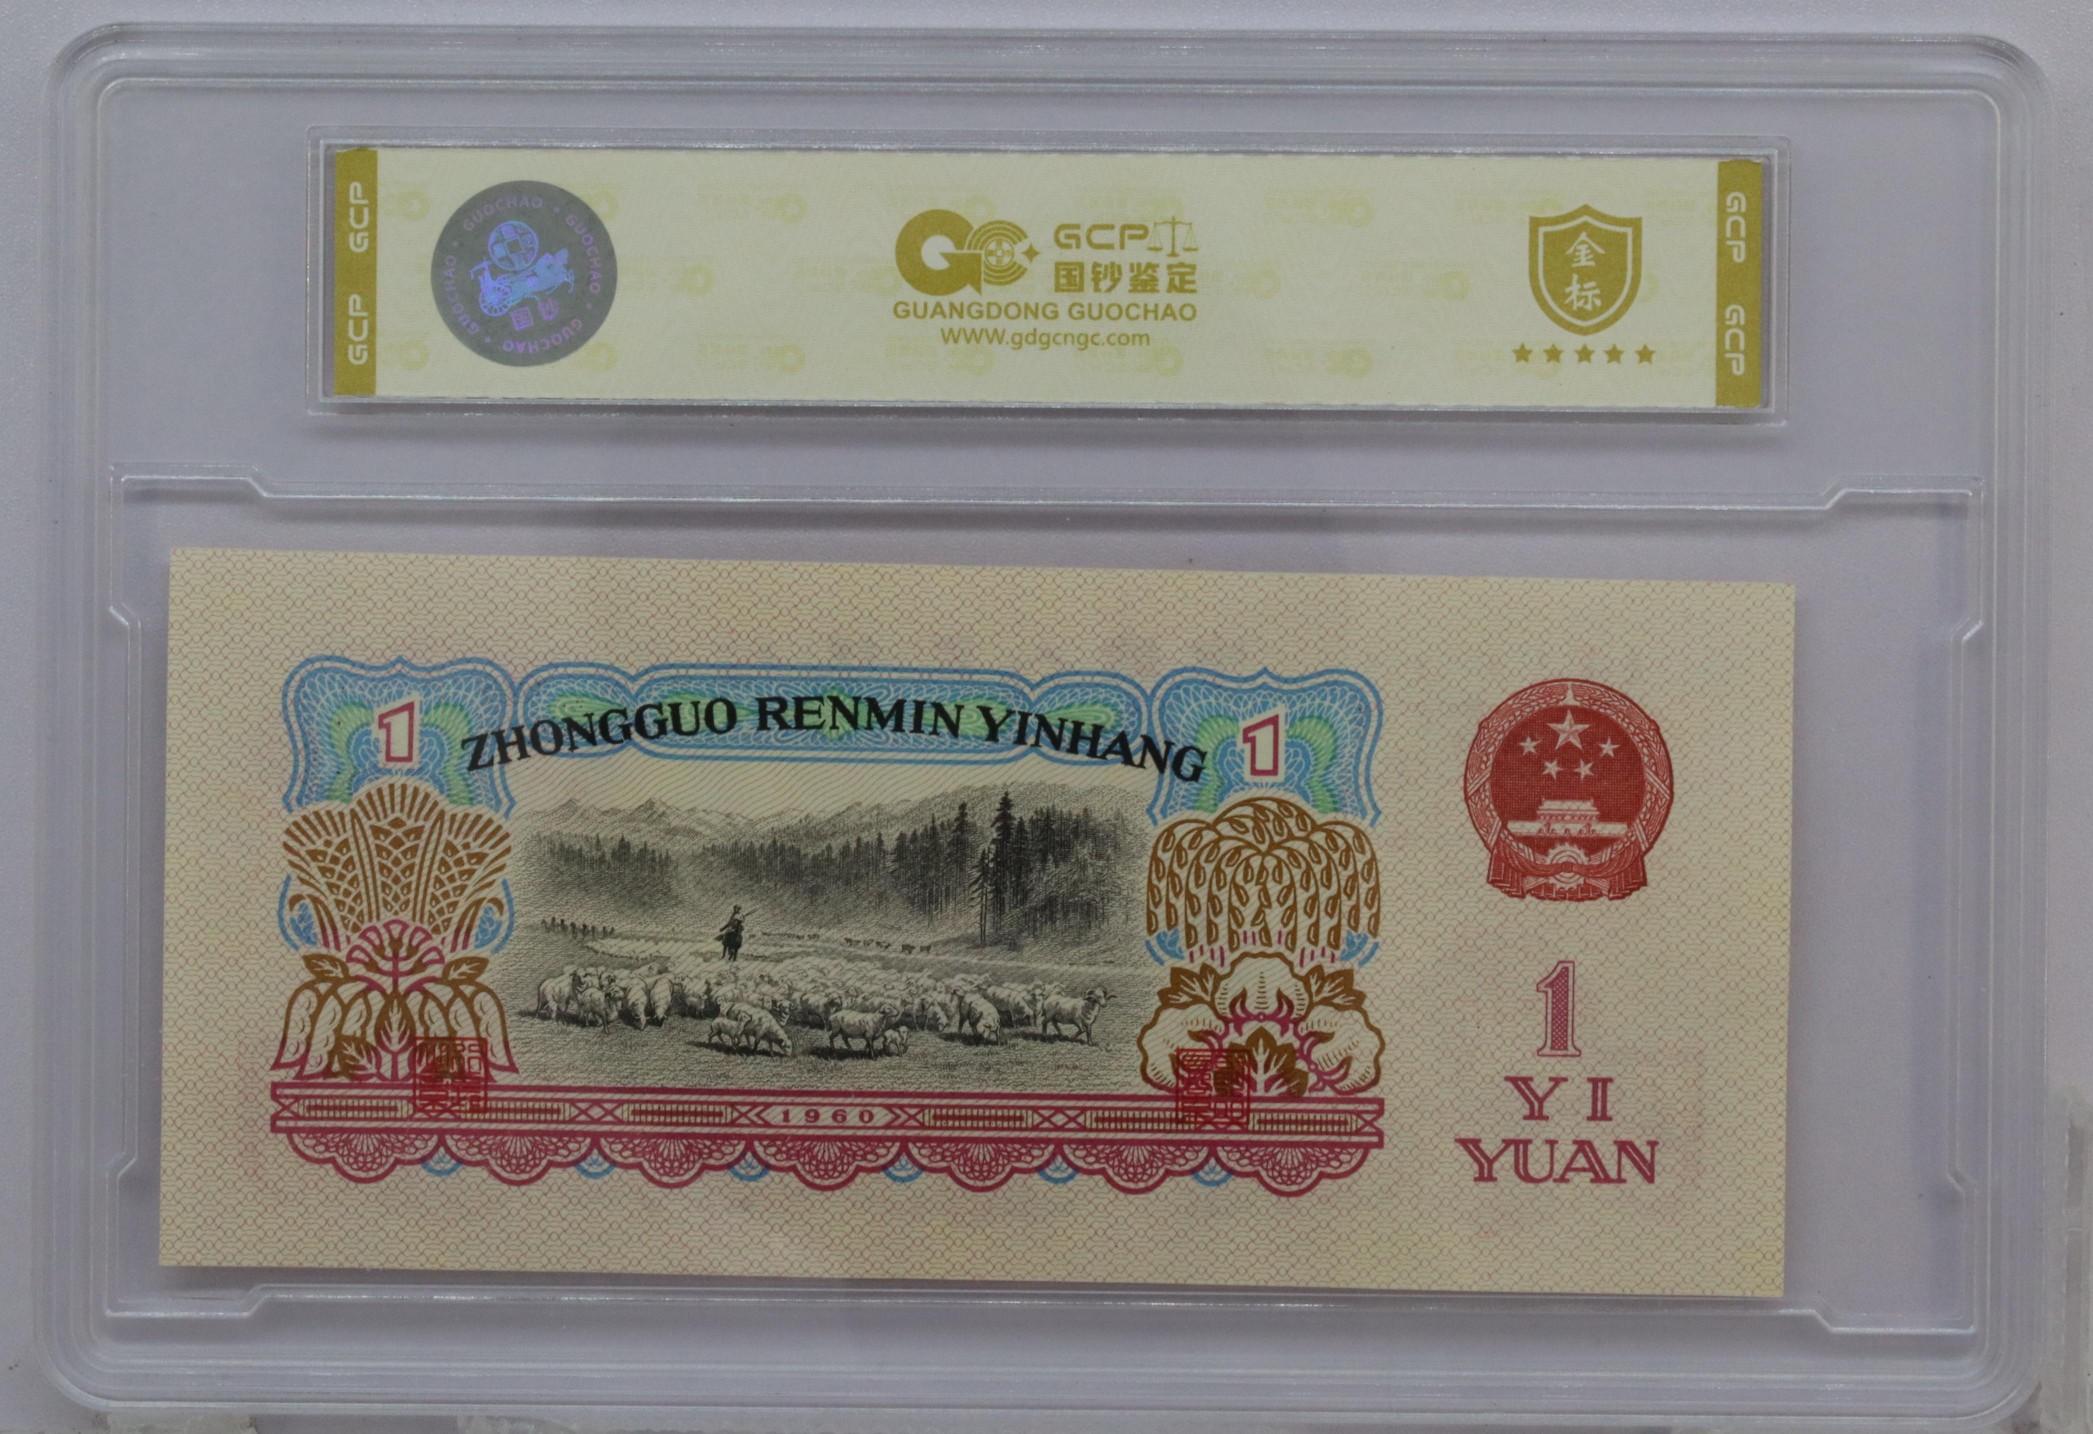 GCP GCP
GUOCHAO · GUOCHAO · GUOCHAO · GUOCHAO
GC GCP
国钞鉴定
GUANGDONG GUOCHAO
WWW.gdgcngc.com
金
标
GCP GCP
ZHONGGUO RENMIN YINHANG
1
1
1960
1
YI
YUAN